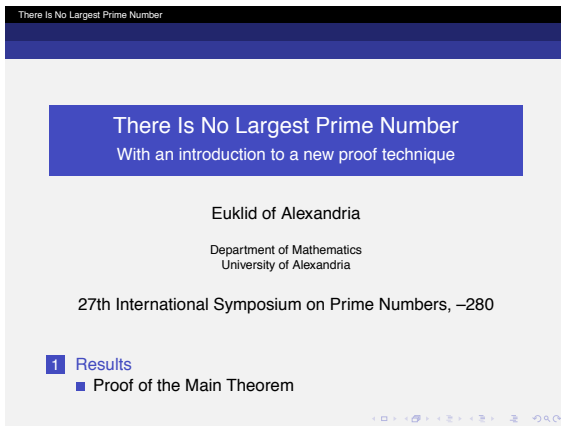 There Is No Largest Prime Number
There Is No Largest Prime Number
With an introduction to a new proof technique
Euklid of Alexandria
Department of Mathematics
University of Alexandria
27th International Symposium on Prime Numbers, –280
1 Results
Proof of the Main Theorem